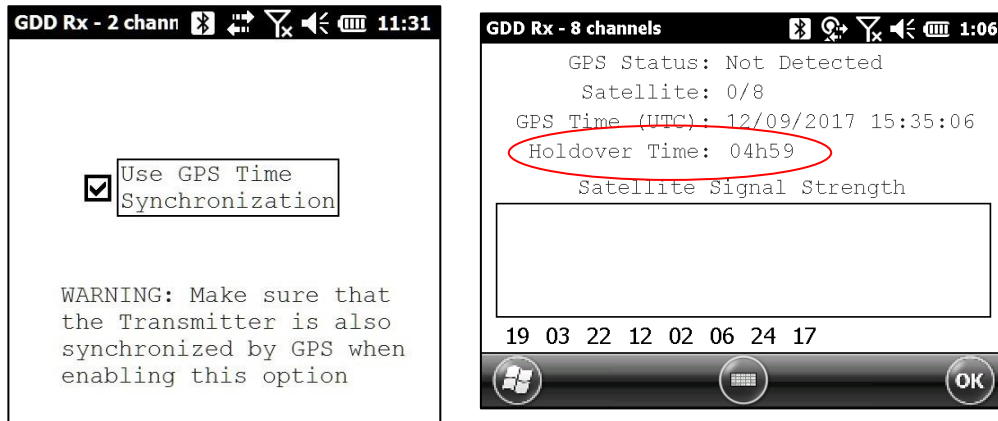 GDD Rx - 2 chann 11:31
Use GPS Time
Synchronization
WARNING: Make sure that
the Transmitter is also
synchronized by GPS when
enabling this option
GDD Rx - 8 channels 1:06
GPS Status: Not Detected
Satellite: 0/8
GPS Time (UTC): 12/09/2017 15:35:06
Holdover Time: 04h59
Satellite Signal Strength
19 03 22 12 02 06 24 17
OK